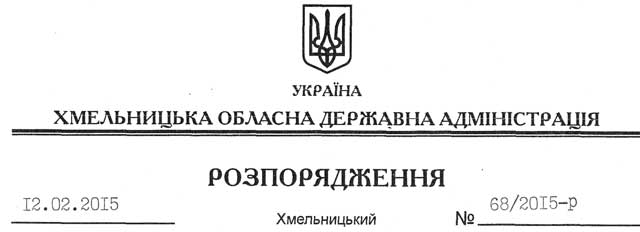 УКРАЇНА
ХМЕЛЬНИЦЬКА ОБЛАСНА ДЕРЖАВНА АДМІНІСТРАЦІЯ
РОЗПОРЯДЖЕННЯ
12.02.2015 Хмельницький № 68/2015-р